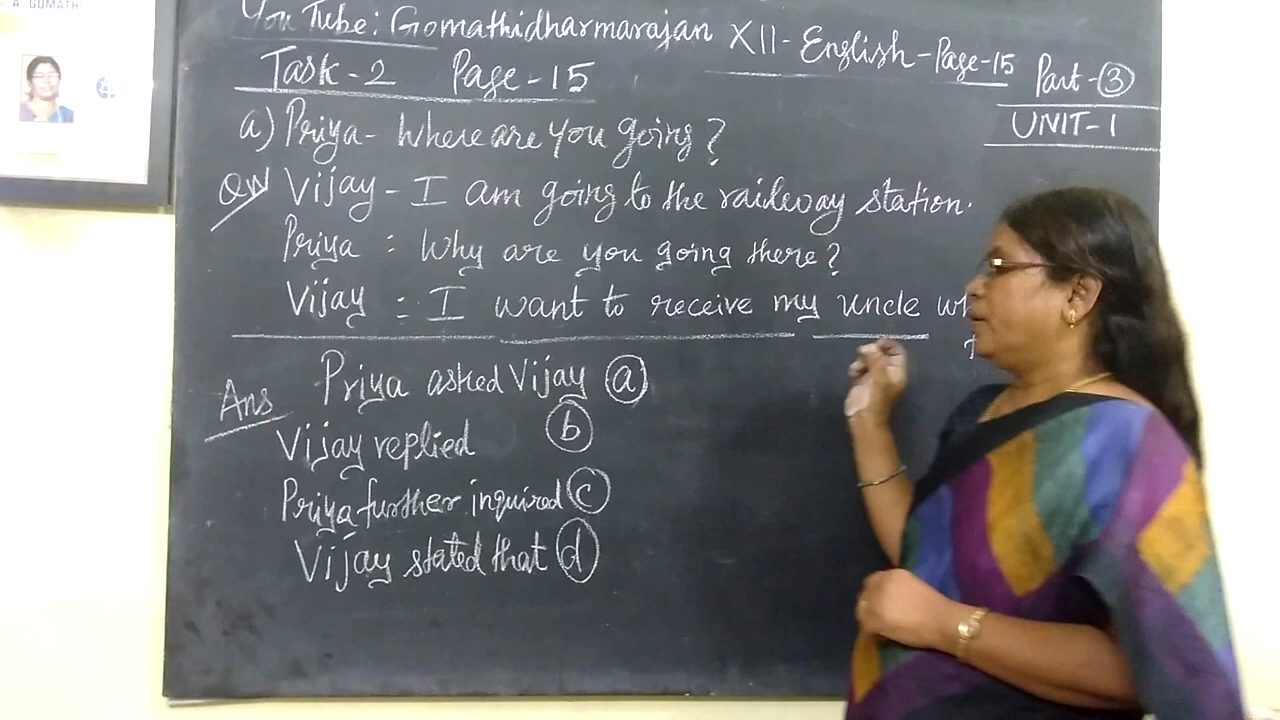 A GOMATHI
YouTube: Gomathidharmarajan XII - English - Page-15
Task-2 Page-15 Part-③
UNIT-1
a) Priya - Where are you going?
Qn Vijay - I am going to the railway station.
Priya : Why are you going there?
Vijay : I want to receive my uncle
Ans Priya asked Vijay ⓐ
Vijay replied ⓑ
Priya further inquired ⓒ
Vijay stated that ⓓ